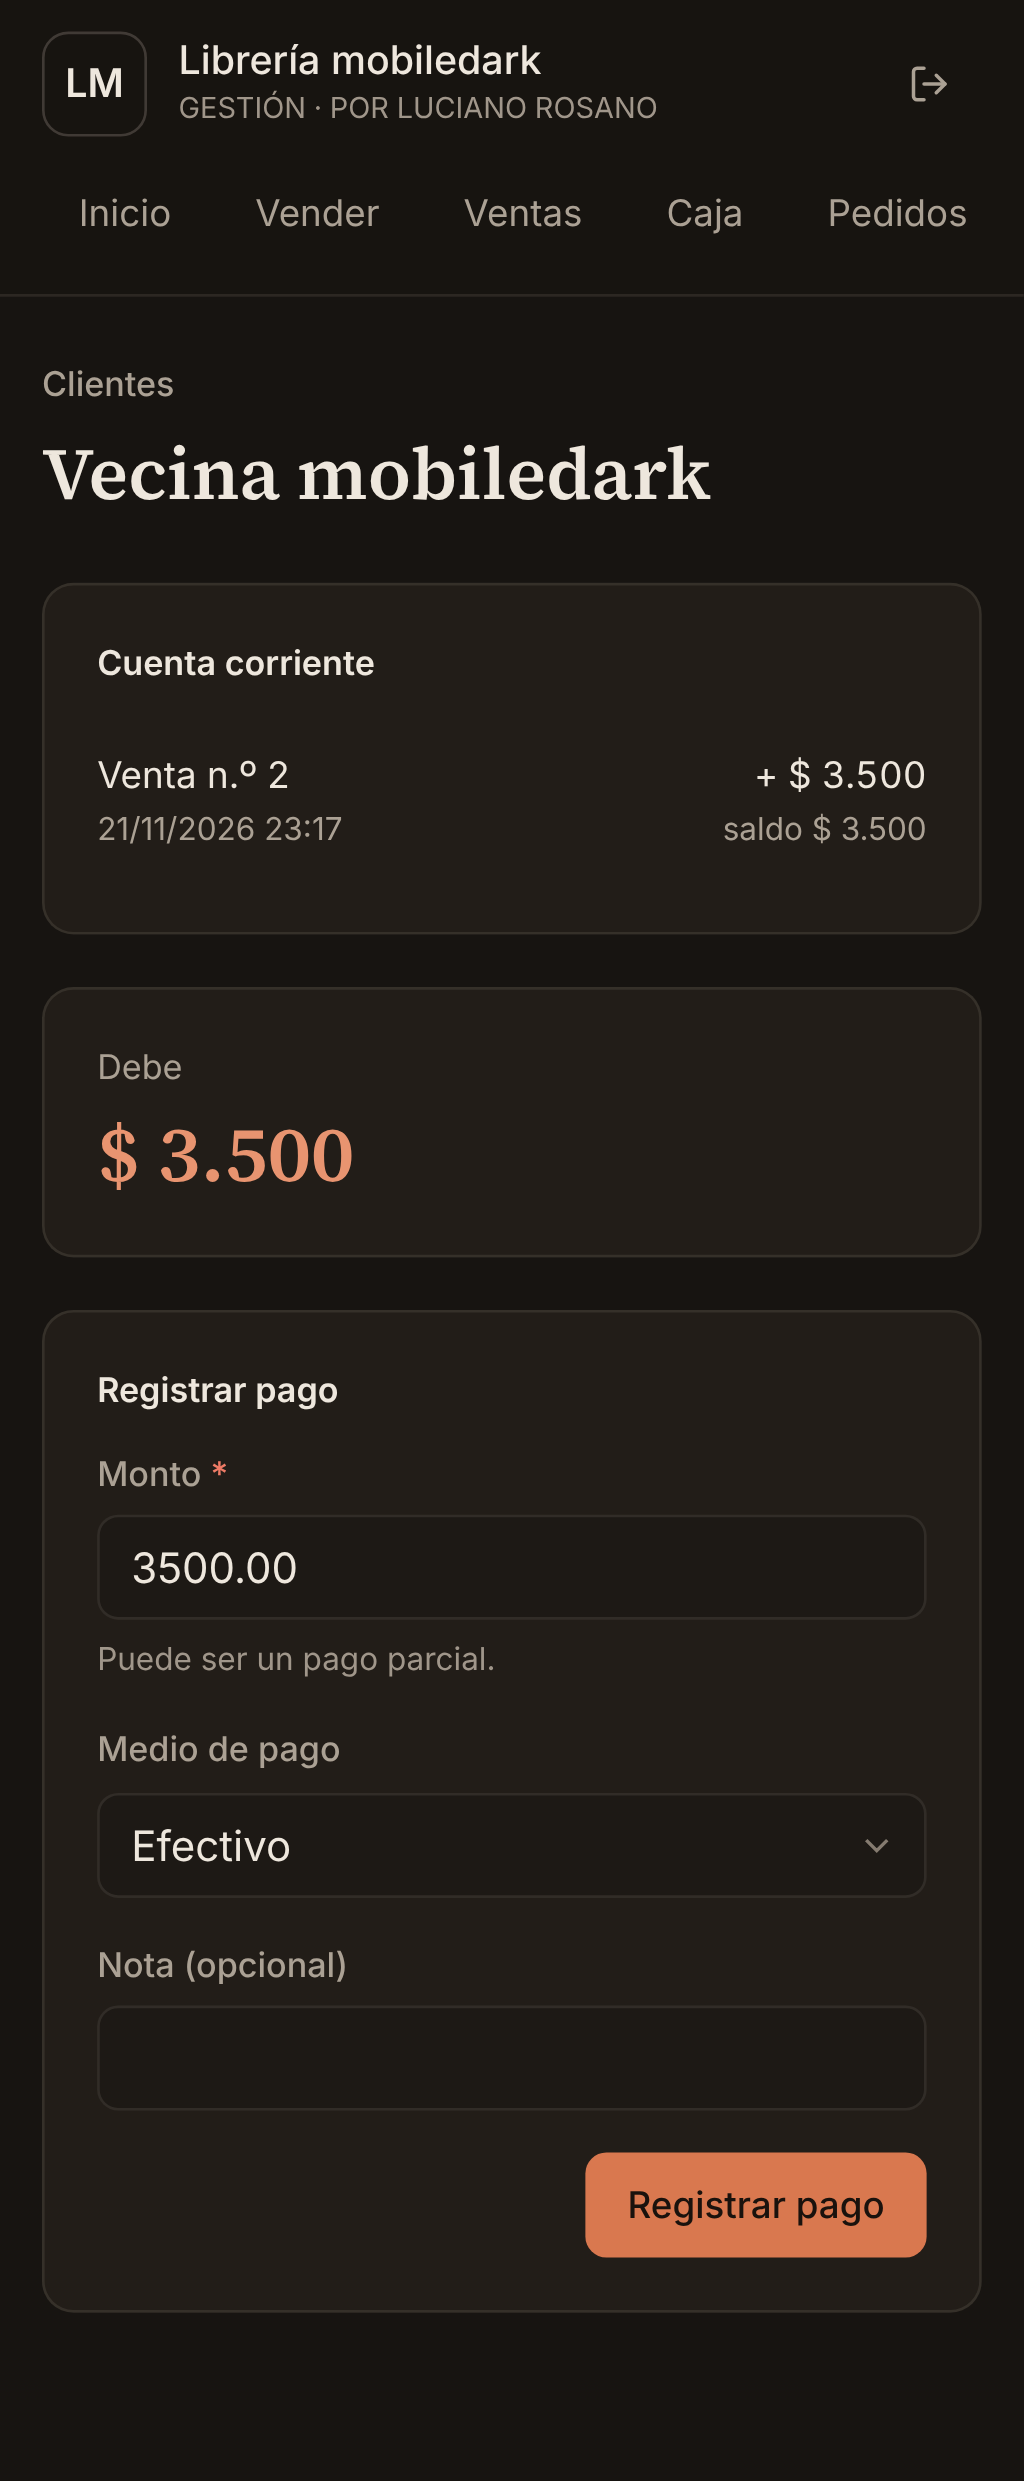 LM
Librería mobiledark
GESTIÓN · POR LUCIANO ROSANO
Inicio Vender Ventas Caja Pedidos
Clientes
Vecina mobiledark
Cuenta corriente
Venta n.º 2 + $ 3.500
21/11/2026 23:17 saldo $ 3.500
Debe
$ 3.500
Registrar pago
Monto *
3500.00
Puede ser un pago parcial.
Medio de pago
Efectivo
Nota (opcional)
Registrar pago